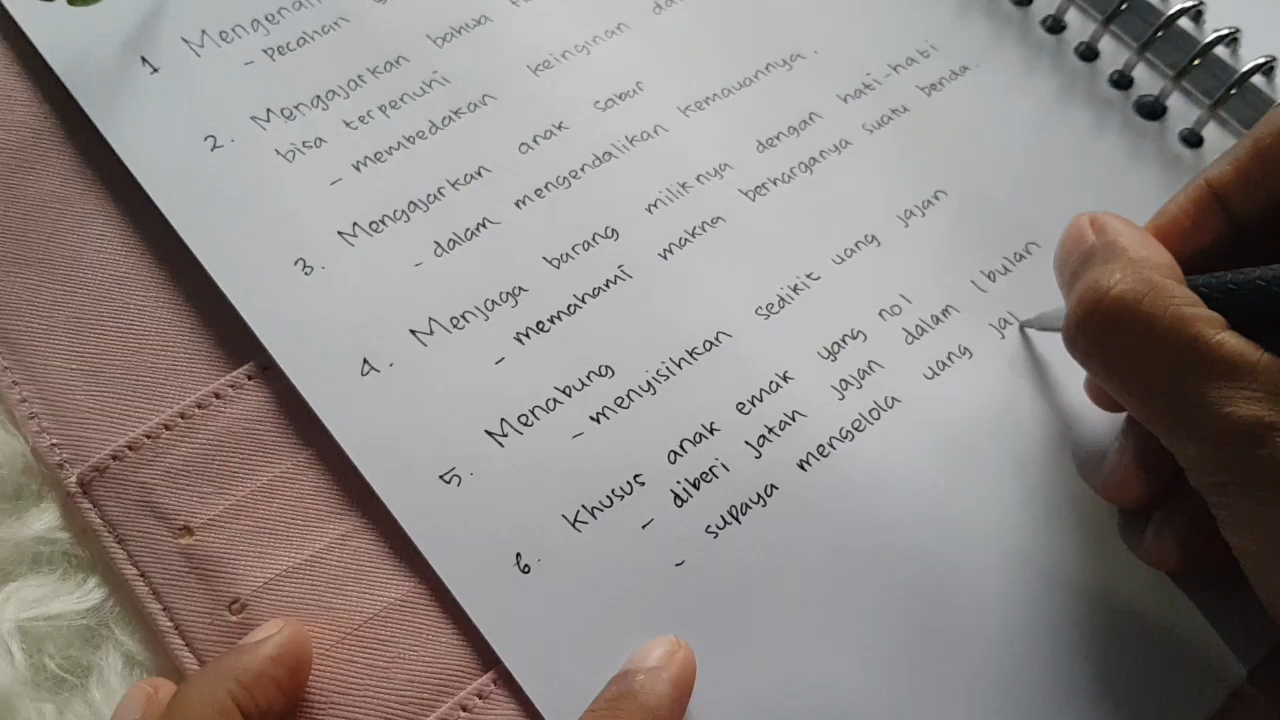 1 Mengenal
- Pecahan
2. Mengajarkan bahwa
bisa terpenuhi
- membedakan keinginan
3. Mengajarkan anak sabar
- dalam mengendalikan kemauannya.
4. Menjaga barang miliknya dengan hati-hati
- memahami makna berharganya suatu benda.
5. Menabung
- menyisihkan sedikit uang jajan
6. Khusus anak emak yang no 1
- diberi jatah jajan dalam 1 bulan
- supaya mengelola uang jaj